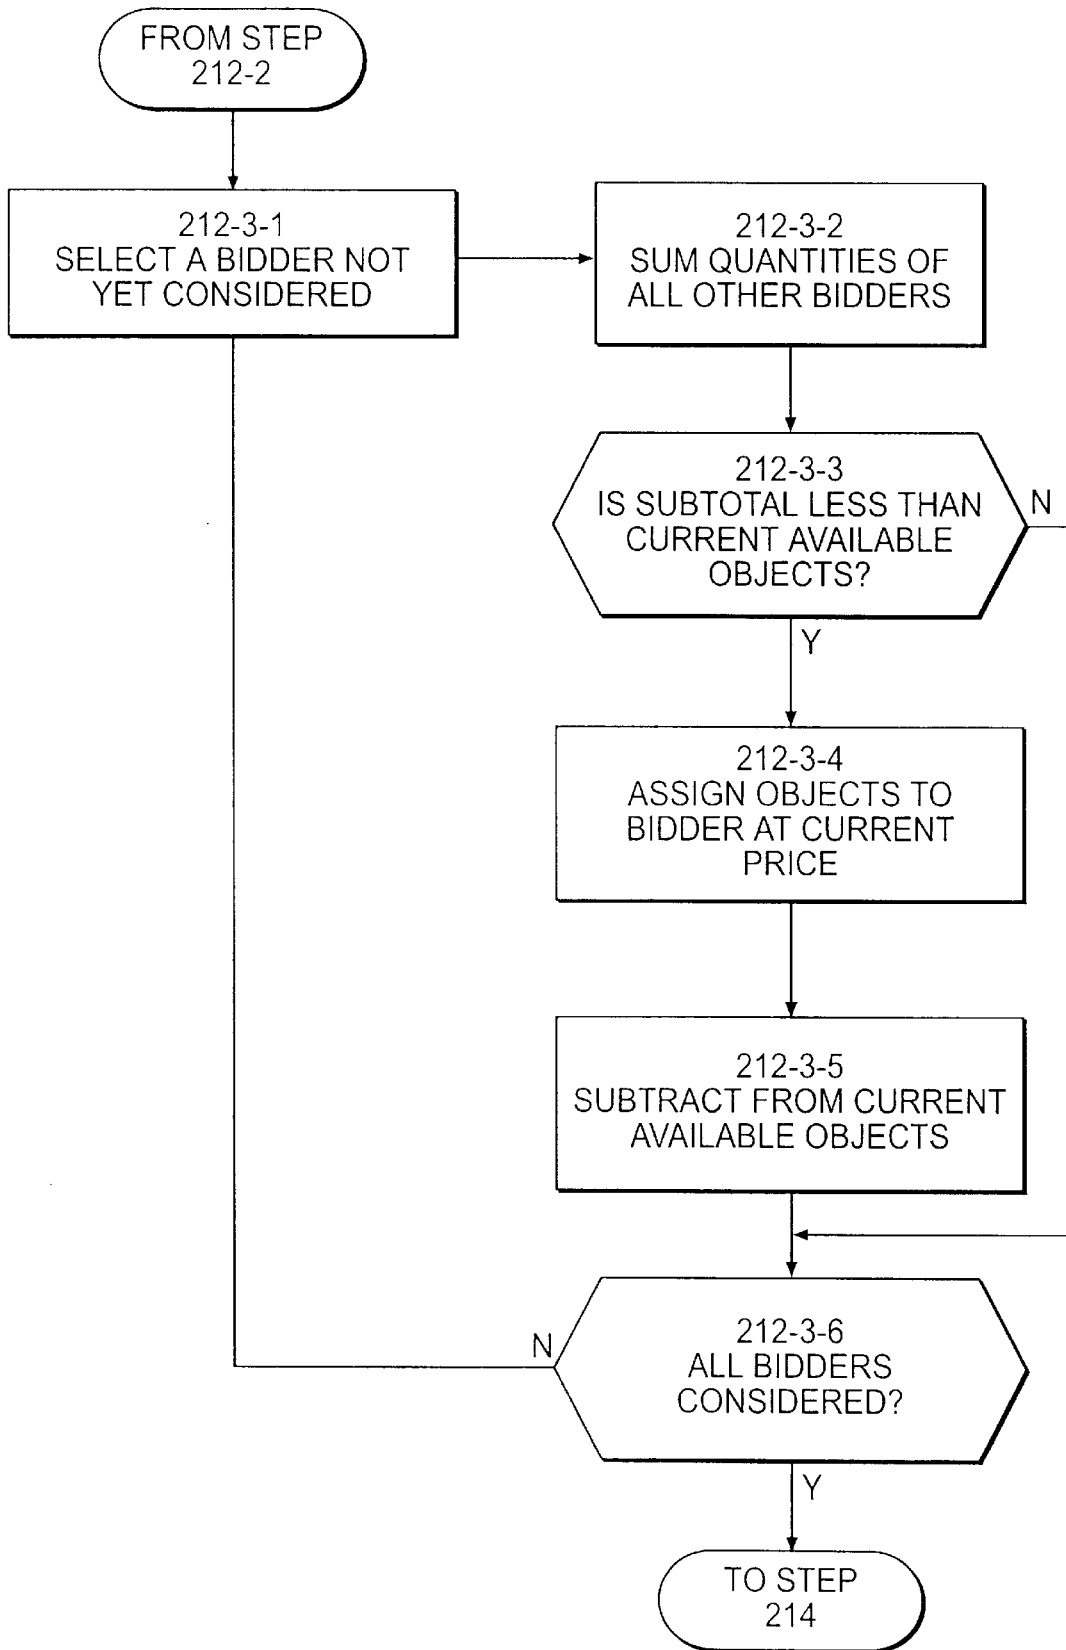 FROM STEP
212-2
212-3-1
SELECT A BIDDER NOT
YET CONSIDERED
212-3-2
SUM QUANTITIES OF
ALL OTHER BIDDERS
212-3-3
IS SUBTOTAL LESS THAN
CURRENT AVAILABLE
OBJECTS?
N
Y
212-3-4
ASSIGN OBJECTS TO
BIDDER AT CURRENT
PRICE
212-3-5
SUBTRACT FROM CURRENT
AVAILABLE OBJECTS
212-3-6
ALL BIDDERS
CONSIDERED?
N
Y
TO STEP
214